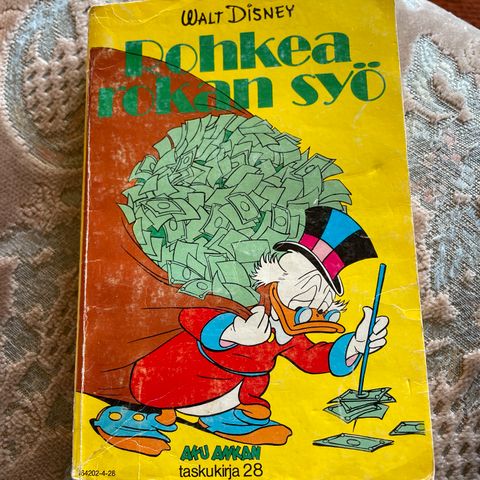 WALT DISNEY
Rohkea
rokan syö
AKU ANKAN
taskukirja 28